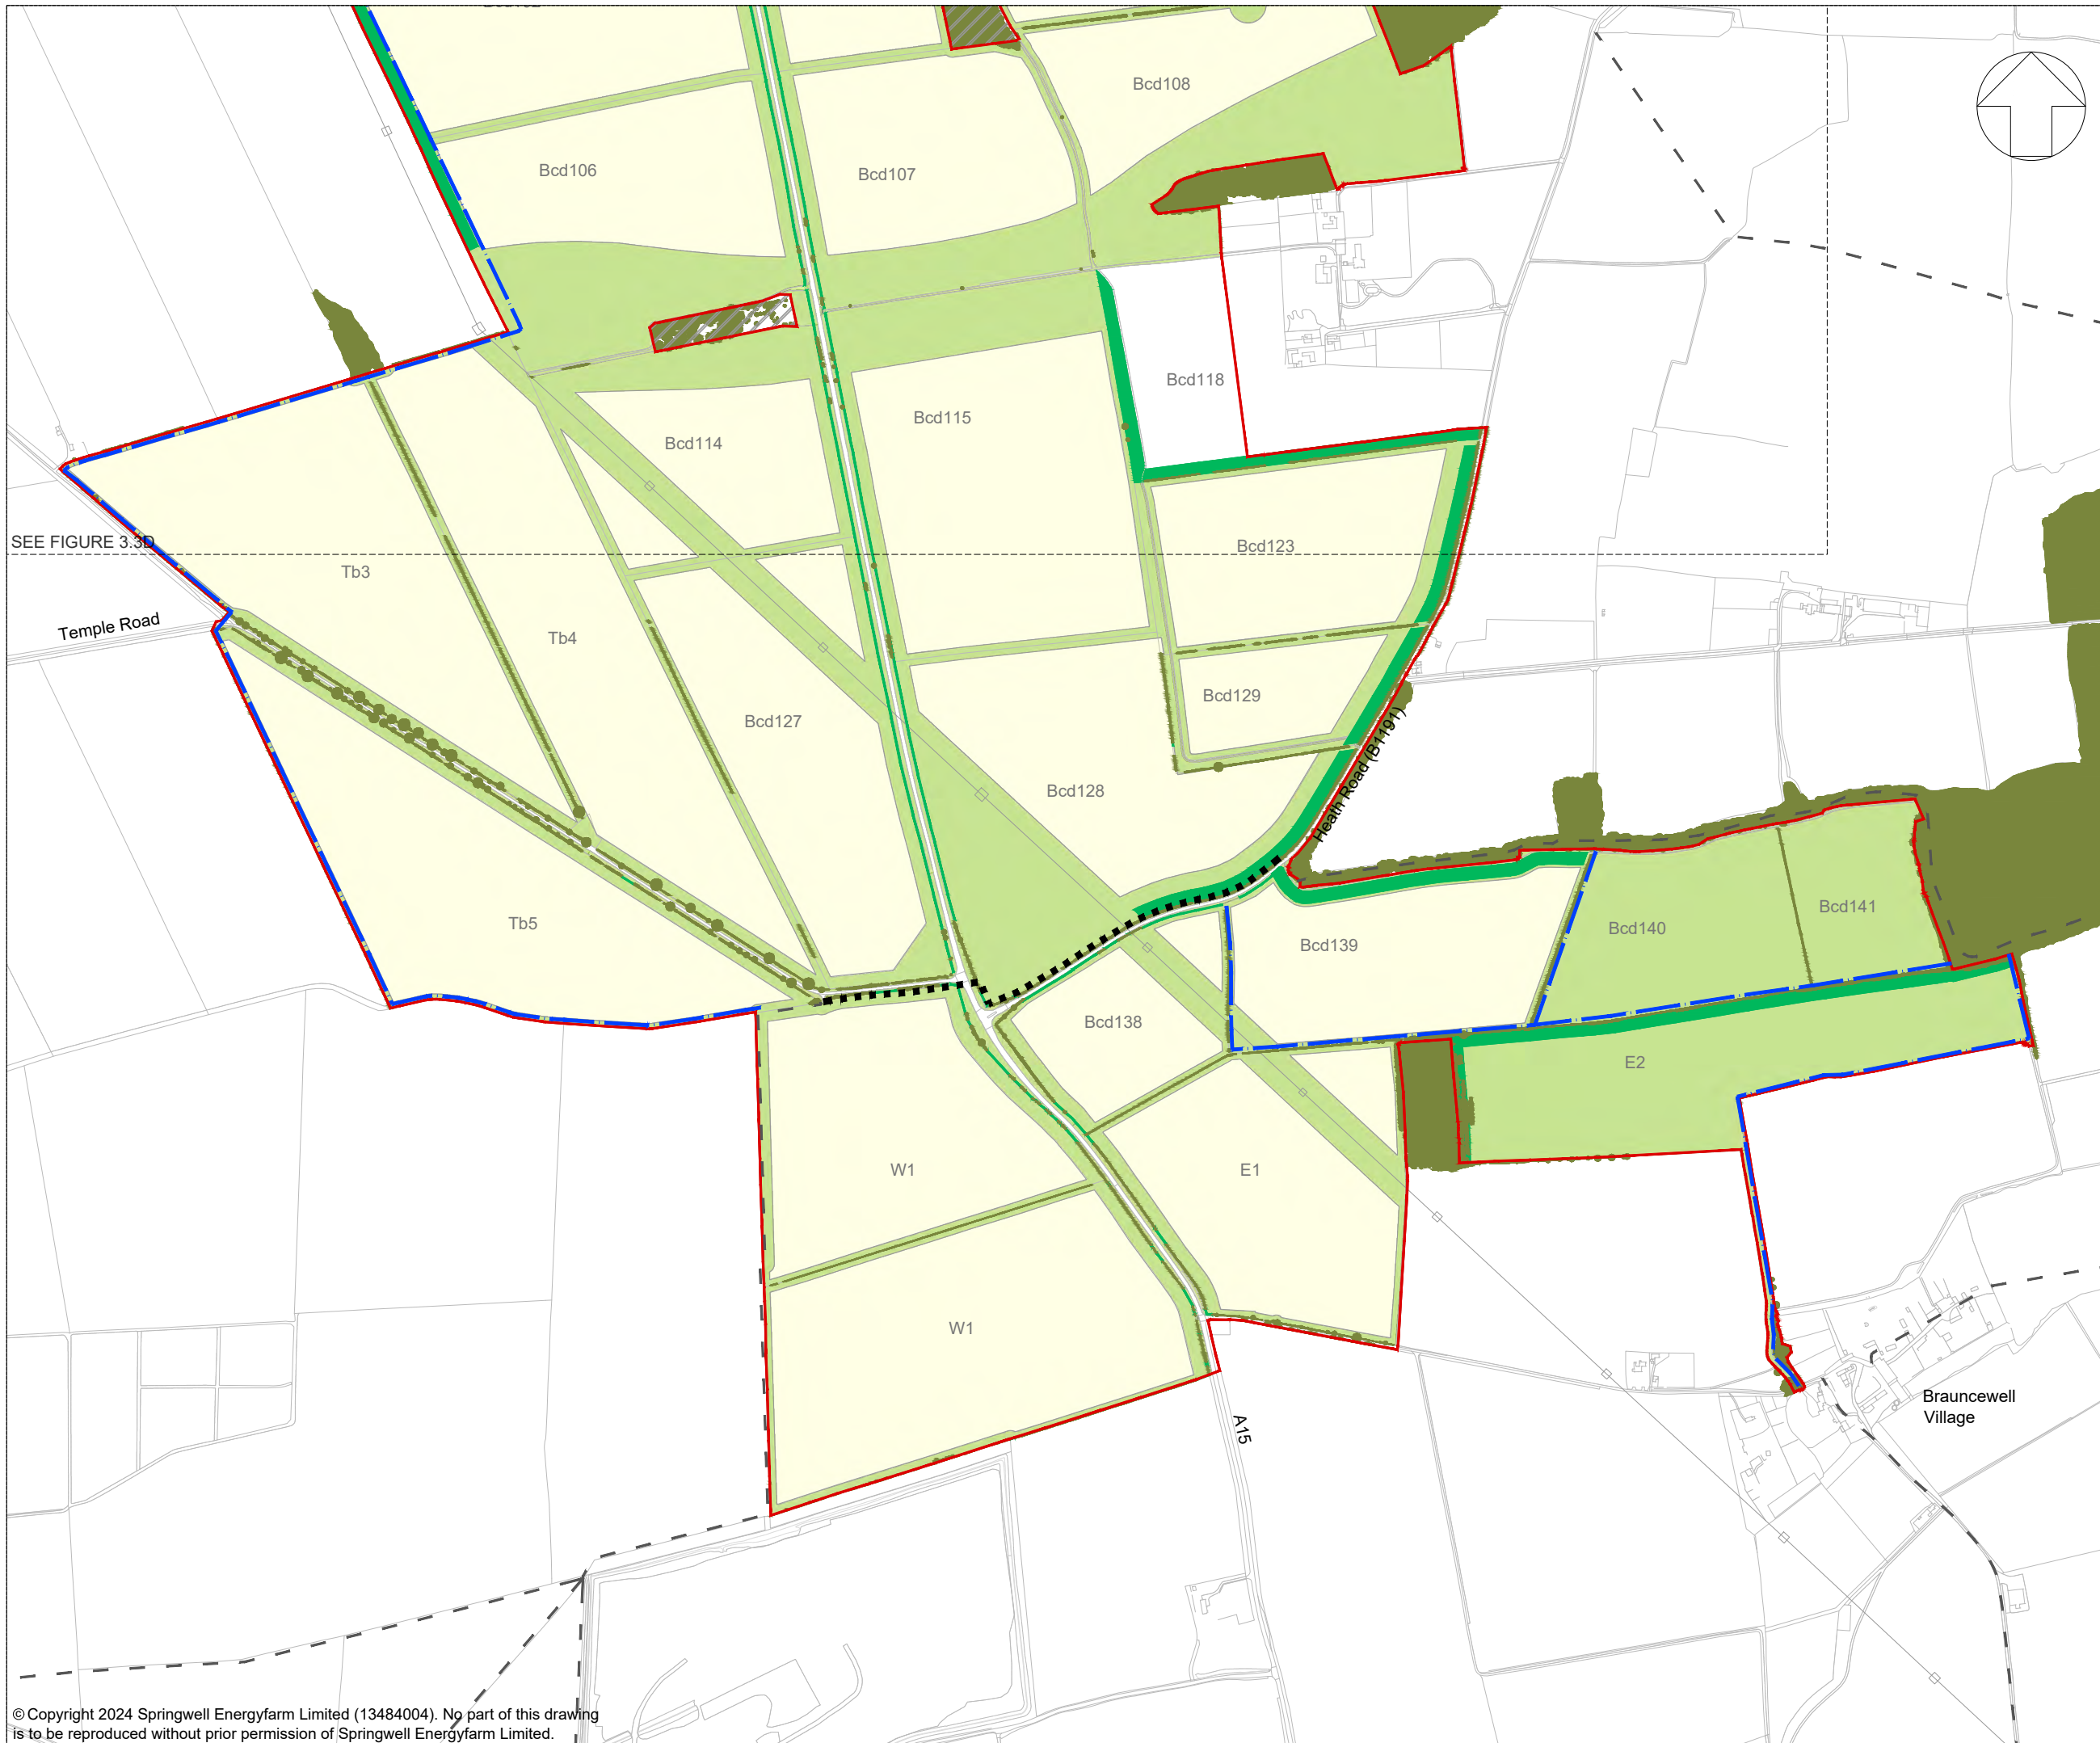 Bcd108
Bcd106
Bcd107
Bcd118
Bcd115
Bcd114
SEE FIGURE 3.3D
Bcd123
Tb3
Temple Road
Tb4
Bcd129
Bcd127
Heath Road (B1191)
Bcd128
Tb5
Bcd141
Bcd140
Bcd139
Bcd138
E2
W1
E1
W1
Brauncewell
Village
A15
© Copyright 2024 Springwell Energyfarm Limited (13484004). No part of this drawing
is to be reproduced without prior permission of Springwell Energyfarm Limited.